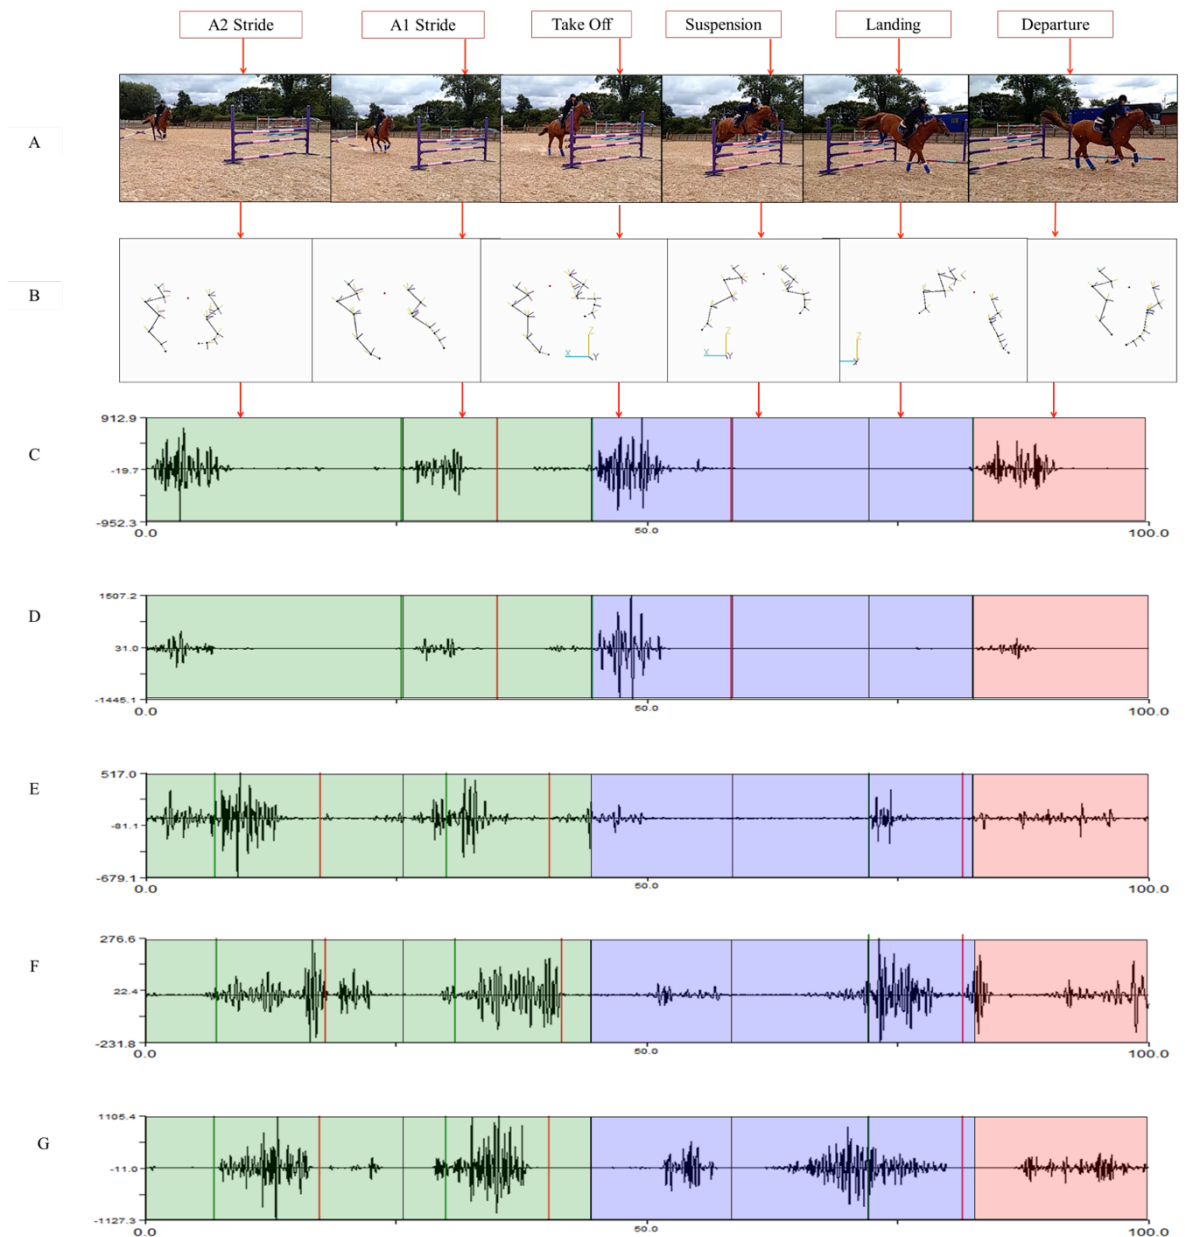 A2 Stride A1 Stride Take Off Suspension Landing Departure
A
B
Z
X Y
Z
X Y
Z
X
C
912.9
-19.7
-952.3
0.0 50.0 100.0
D
1507.2
31.0
-1445.1
0.0 50.0 100.0
E
517.0
-81.1
-679.1
0.0 50.0 100.0
F
276.6
22.4
-231.8
0.0 50.0 100.0
G
1105.4
-11.0
-1127.3
0.0 50.0 100.0